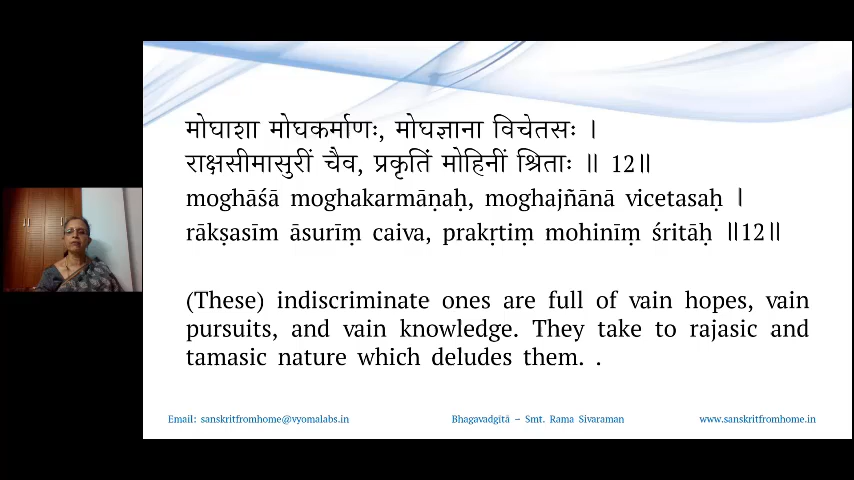 मोघाशा मोघकर्माणः, मोघज्ञाना विचेतसः ।
राक्षसीमासुरीं चैव, प्रकृतिं मोहिनीं श्रिताः ॥ 12॥
moghāśā moghakarmāṇaḥ, moghajñānā vicetasaḥ ।
rākṣasīm āsurīṃ caiva, prakṛtiṃ mohinīṃ śritāḥ ॥12॥
(These) indiscriminate ones are full of vain hopes, vain
pursuits, and vain knowledge. They take to rajasic and
tamasic nature which deludes them. .
Email: sanskritfromhome@vyomalabs.in Bhagavadgītā – Smt. Rama Sivaraman www.sanskritfromhome.in